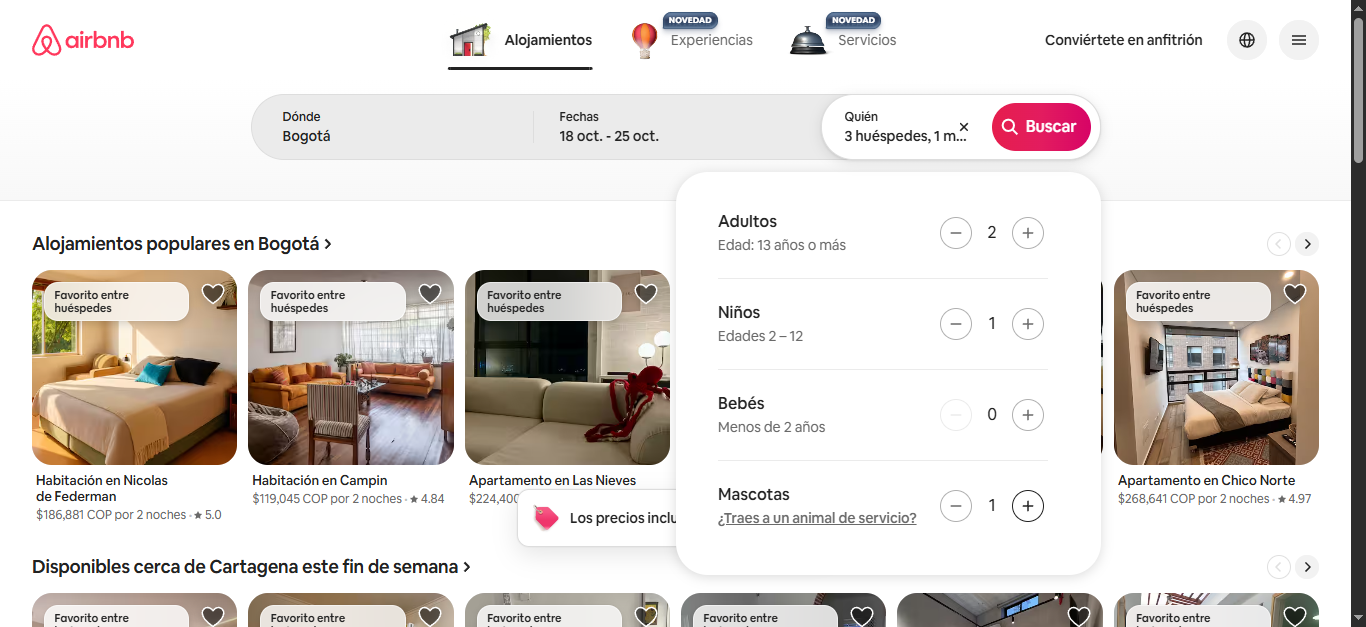 airbnb
Alojamientos
NOVEDAD
Experiencias
NOVEDAD
Servicios
Conviértete en anfitrión
Dónde
Bogotá
Fechas
18 oct. - 25 oct.
Quién
3 huéspedes, 1 m...
Buscar
Adultos
Edad: 13 años o más
2
Niños
Edades 2 – 12
1
Bebés
Menos de 2 años
0
Mascotas
¿Traes a un animal de servicio?
1
Alojamientos populares en Bogotá
Favorito entre
huéspedes
Favorito entre
huéspedes
Favorito entre
huéspedes
Favorito entre
huéspedes
Habitación en Nicolas
de Federman
$186,881 COP por 2 noches · ★ 5.0
Habitación en Campin
$119,045 COP por 2 noches · ★ 4.84
Apartamento en Las Nieves
$224,400
Apartamento en Chico Norte
$268,641 COP por 2 noches · ★ 4.97
Los precios inclu
Disponibles cerca de Cartagena este fin de semana
Favorito entre
Favorito entre
Favorito entre
Favorito entre
Favorito entre
Favorito entre